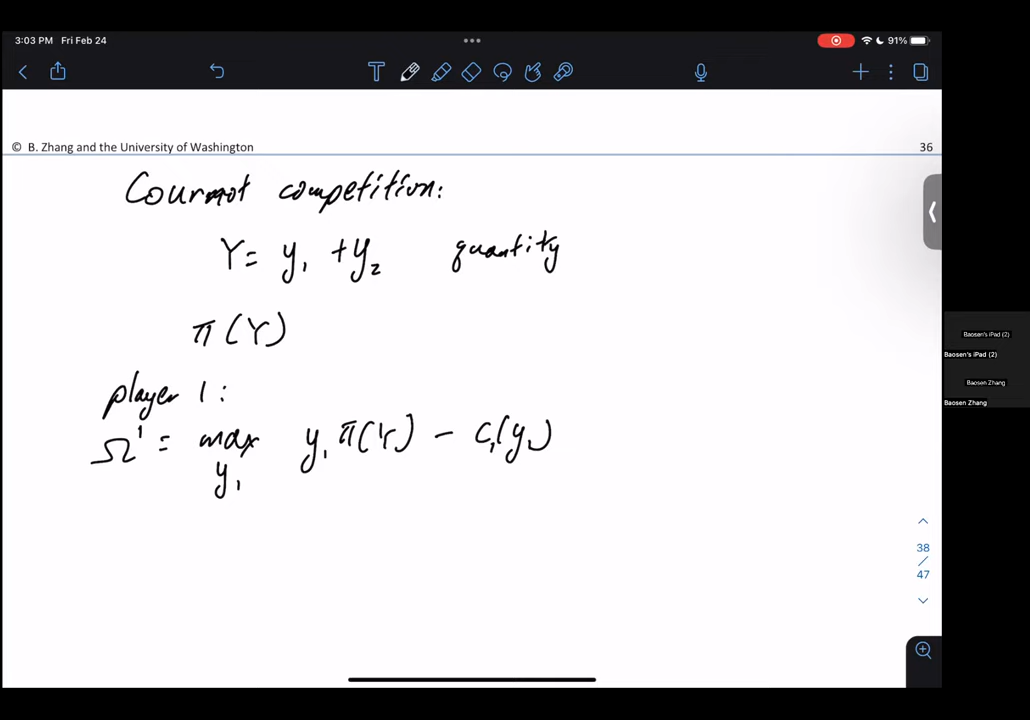 3:03 PM Fri Feb 24
91%
© B. Zhang and the University of Washington 36
Cournot competition:
Y = y₁ + y₂ quantity
π(Y)
player 1:
Ω¹ = max y₁ π(Y) − C₁(y₁)
y₁
Baosen's iPad (2)
Baosen's iPad (2)
Baosen Zhang
Baosen Zhang
38
/
47